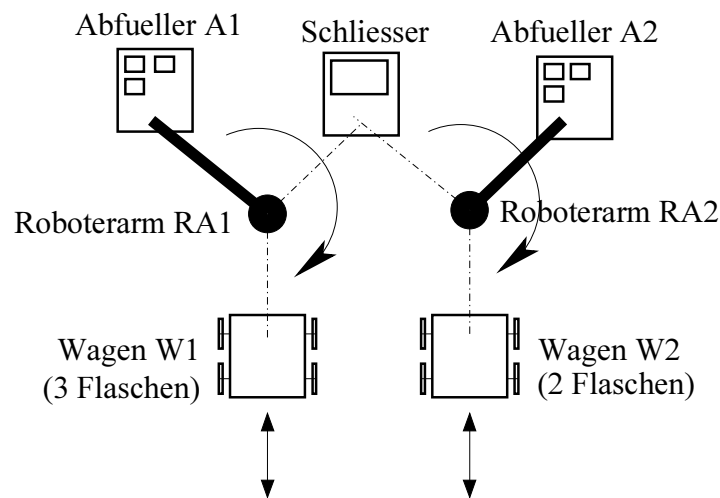 Abfueller A1
Schliesser
Abfueller A2
Roboterarm RA1
Roboterarm RA2
Wagen W1
(3 Flaschen)
Wagen W2
(2 Flaschen)